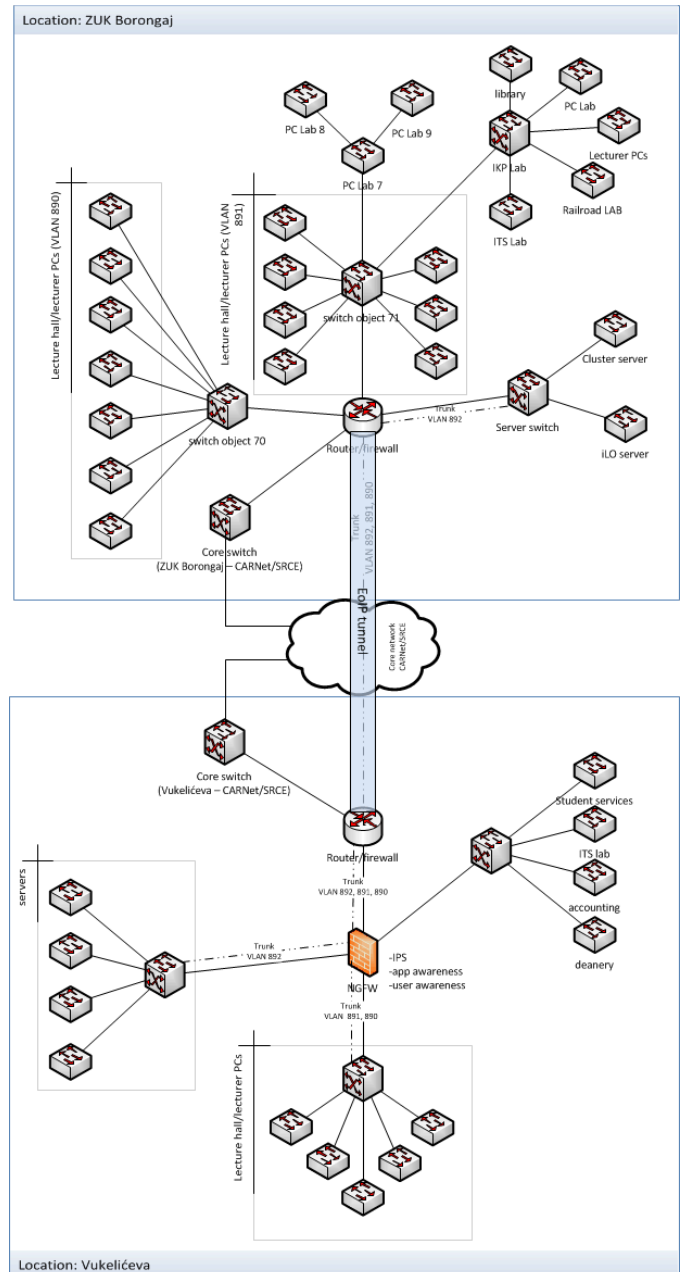 Location: ZUK Borongaj
library
PC Lab
PC Lab 8
PC Lab 9
IKP Lab
Lecturer PCs
PC Lab 7
Railroad LAB
ITS Lab
Lecture hall/lecturer PCs (VLAN 890)
Lecture hall/lecturer PCs (VLAN
891)
switch object 71
Cluster server
switch object 70
Trunk
VLAN 892
Server switch
iLO server
Router/firewall
Trunk
VLAN 892, 891, 890
Core switch
(ZUK Borongaj – CARNet/SRCE)
EoIP tunnel
Core network
CARNet/SRCE
Core switch
(Vukelićeva – CARNet/SRCE)
Student services
Router/firewall
ITS lab
Trunk
VLAN 892, 891, 890
servers
accounting
Trunk
VLAN 892
-IPS
-app awareness
-user awareness
deanery
NGFW
Trunk
VLAN 891, 890
Lecture hall/lecturer PCs
Location: Vukelićeva